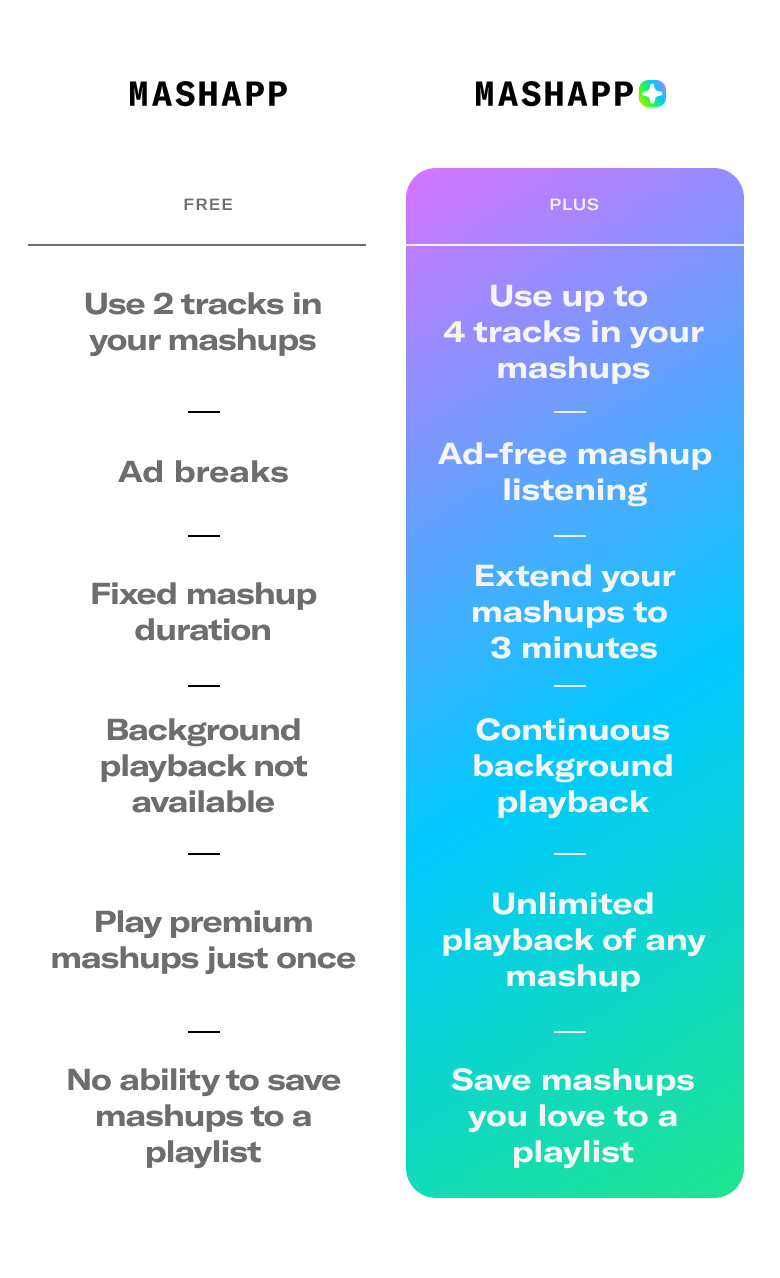 MASHAPP
MASHAPP
FREE
PLUS
Use 2 tracks in
your mashups
Use up to
4 tracks in your
mashups
Ad breaks
Ad-free mashup
listening
Fixed mashup
duration
Extend your
mashups to
3 minutes
Background
playback not
available
Continuous
background
playback
Play premium
mashups just once
Unlimited
playback of any
mashup
No ability to save
mashups to a
playlist
Save mashups
you love to a
playlist